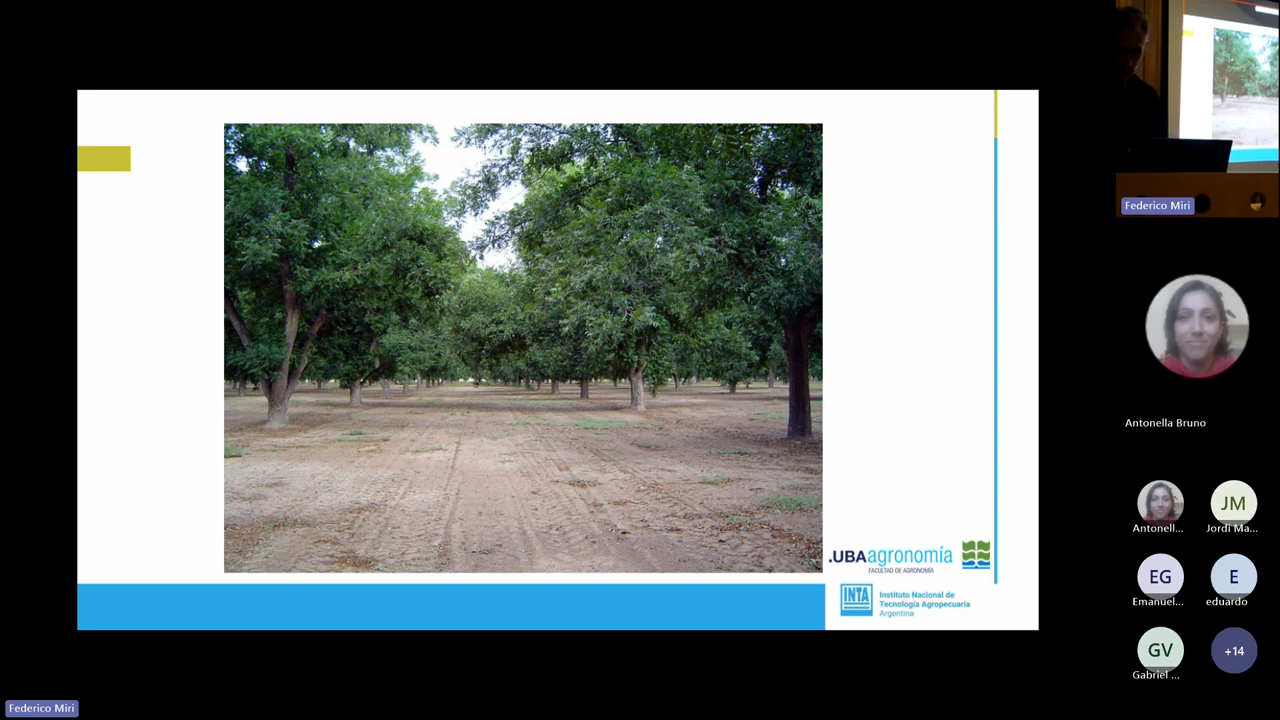 .UBAagronomía
FACULTAD DE AGRONOMÍA
INTA
Instituto Nacional de
Tecnología Agropecuaria
Argentina
Federico Miri
Antonella Bruno
Antonell...
JM
Jordi Ma...
EG
Emanuel...
E
eduardo
GV
Gabriel ...
+14
Federico Miri